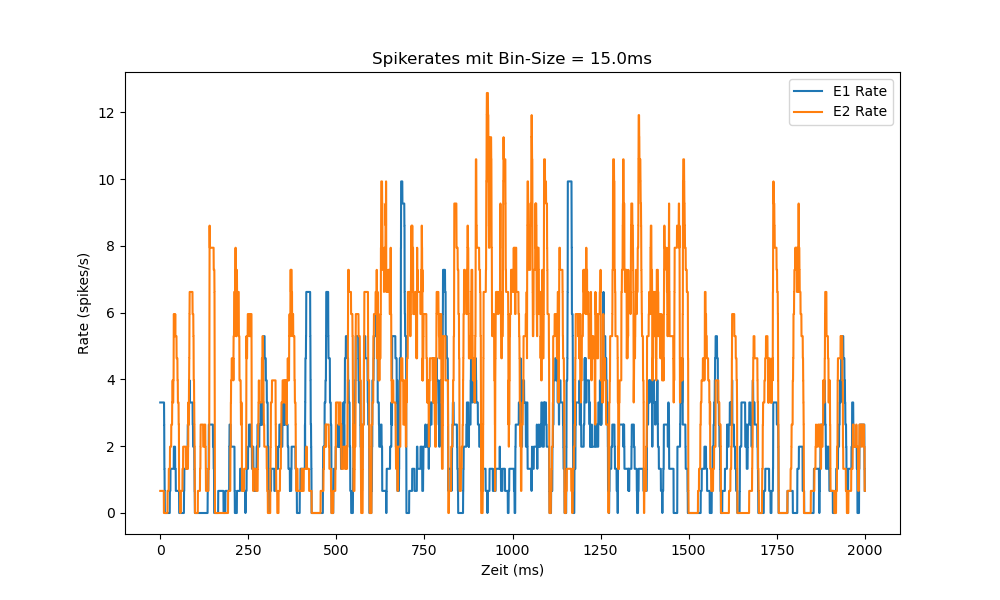 Spikerates mit Bin-Size = 15.0ms
E1 Rate
E2 Rate
Rate (spikes/s)
12
10
8
6
4
2
0
0 250 500 750 1000 1250 1500 1750 2000
Zeit (ms)